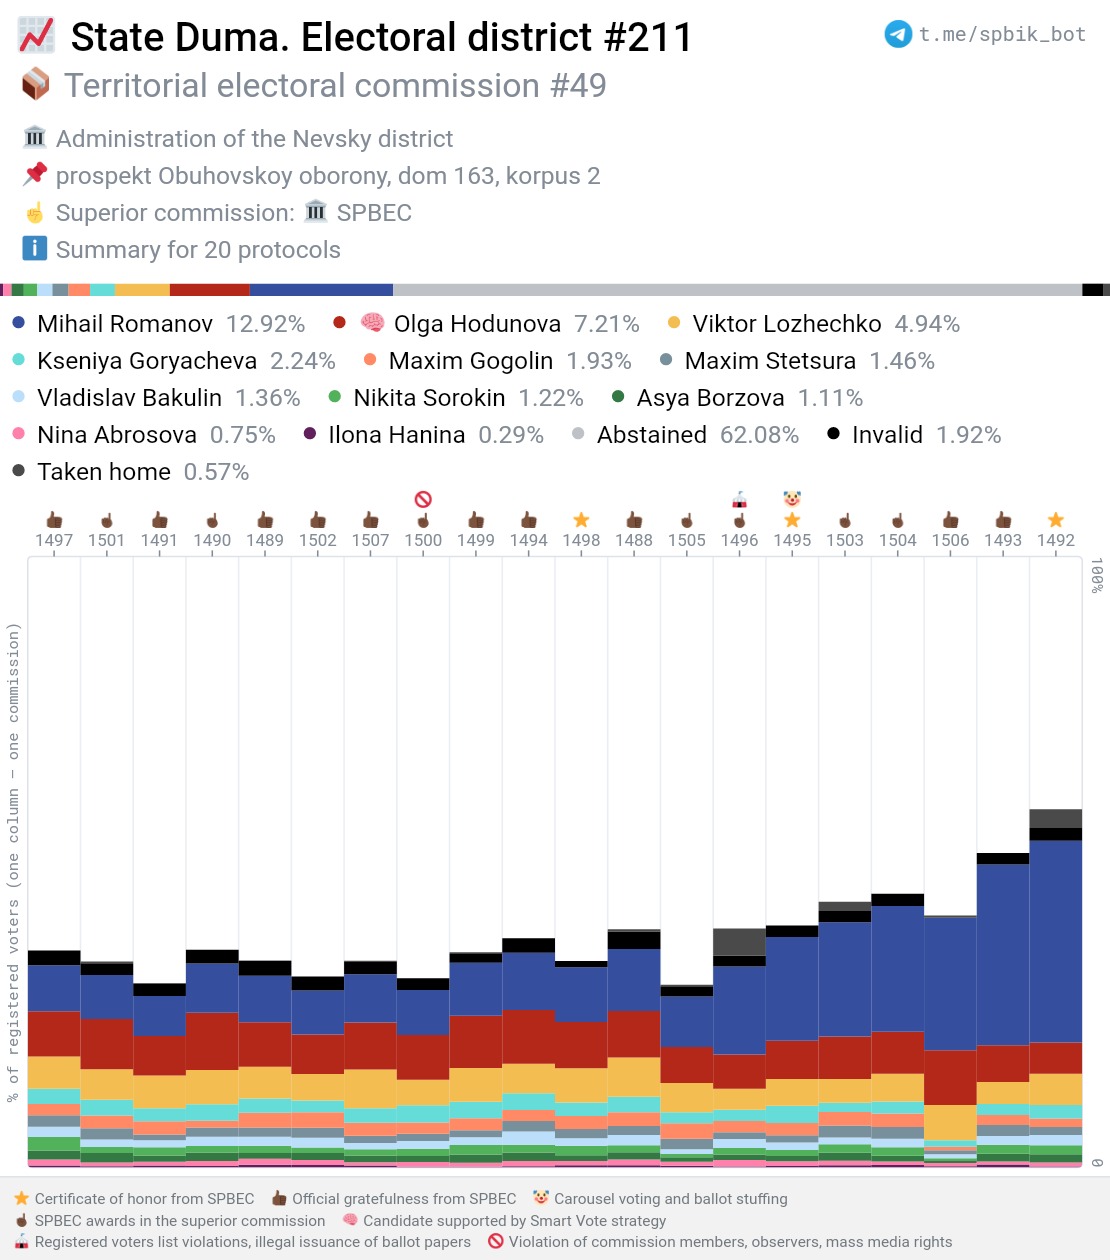 State Duma. Electoral district #211
t.me/spbik_bot
Territorial electoral commission #49
Administration of the Nevsky district
prospekt Obuhovskoy oborony, dom 163, korpus 2
Superior commission: SPBEC
Summary for 20 protocols
Mihail Romanov 12.92% Olga Hodunova 7.21% Viktor Lozhechko 4.94%
Kseniya Goryacheva 2.24% Maxim Gogolin 1.93% Maxim Stetsura 1.46%
Vladislav Bakulin 1.36% Nikita Sorokin 1.22% Asya Borzova 1.11%
Nina Abrosova 0.75% Ilona Hanina 0.29% Abstained 62.08% Invalid 1.92%
Taken home 0.57%
1497 1501 1491 1490 1489 1502 1507 1500 1499 1494 1498 1488 1505 1496 1495 1503 1504 1506 1493 1492
100%
% of registered voters (one column – one commission)
0
Certificate of honor from SPBEC Official gratefulness from SPBEC Carousel voting and ballot stuffing
SPBEC awards in the superior commission Candidate supported by Smart Vote strategy
Registered voters list violations, illegal issuance of ballot papers Violation of commission members, observers, mass media rights